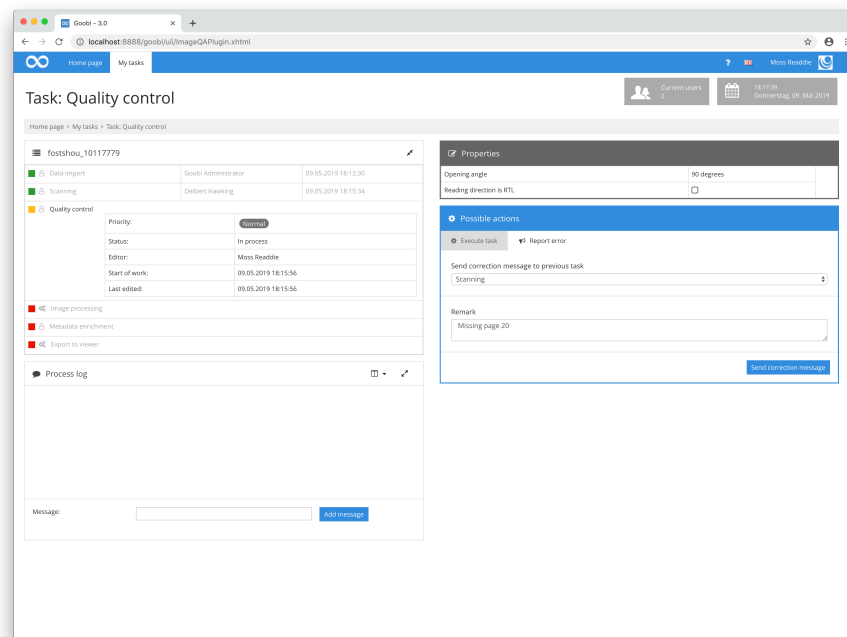 Goobi - 3.0
localhost:8888/goobi/uii/ImageQAPlugin.xhtml
Home page My tasks ? Moss Readdie
Task: Quality control
Current users
2
18:17:39
Donnerstag, 09. Mai 2019
Home page › My tasks › Task: Quality control
fostshou_10117779
Data import Goobi Administrator 09.05.2019 18:12:30
Scanning Delbert Hawking 09.05.2019 18:15:34
Quality control
Priority: Normal
Status: In process
Editor: Moss Readdie
Start of work: 09.05.2019 18:15:56
Last edited: 09.05.2019 18:15:56
Image processing
Metadata enrichment
Export to viewer
Process log
Message: Add message
Properties
Opening angle 90 degrees
Reading direction is RTL
Possible actions
Execute task Report error
Send correction message to previous task
Scanning
Remark
Missing page 20
Send correction message